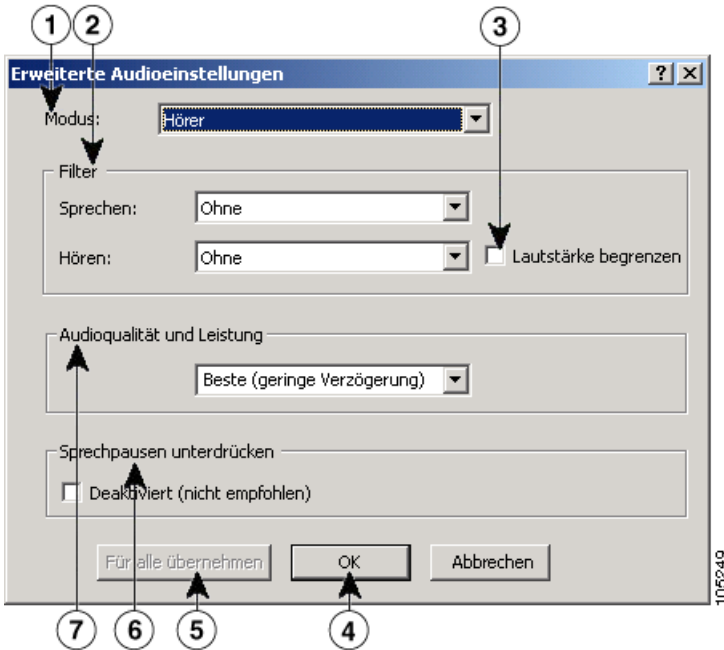 1 2 3
Erweiterte Audioeinstellungen ? X
Modus: Hörer
Filter
Sprechen: Ohne
Hören: Ohne Lautstärke begrenzen
Audioqualität und Leistung
Beste (geringe Verzögerung)
Sprechpausen unterdrücken
Deaktiviert (nicht empfohlen)
Für alle übernehmen OK Abbrechen
105249
7 6 5 4